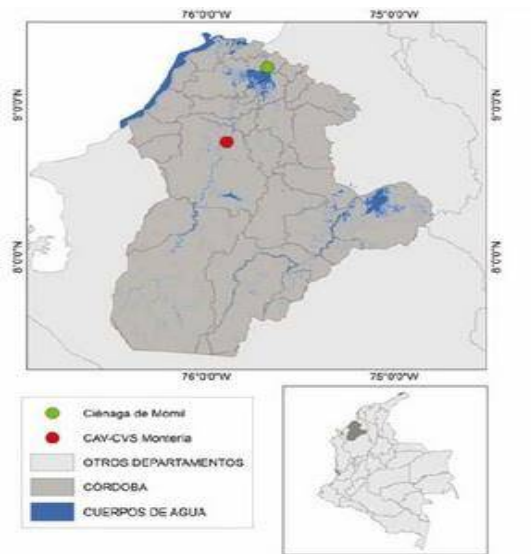 76°0'0"W 75°0'0"W
9°0'0"N 9°0'0"N
8°0'0"N 8°0'0"N
76°0'0"W 75°0'0"W
Ciénaga de Momil
CAV-CVS Montería
OTROS DEPARTAMENTOS
CÓRDOBA
CUERPOS DE AGUA